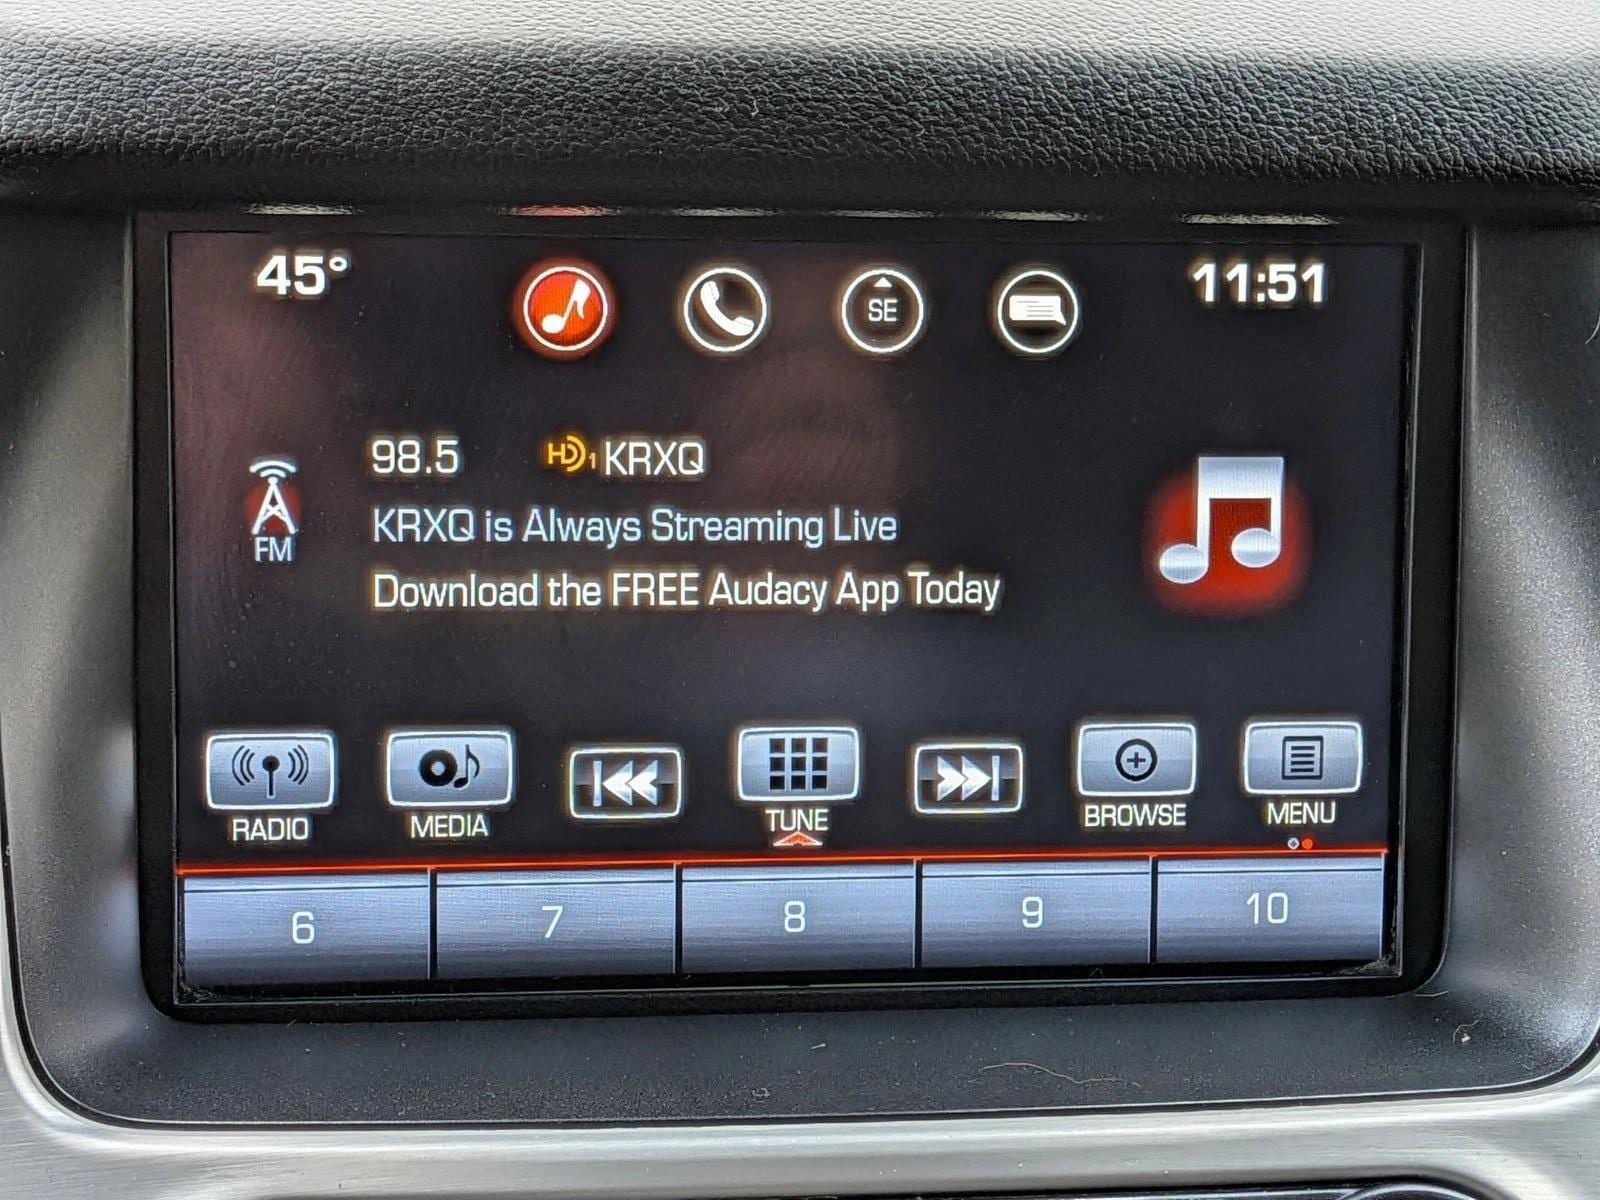 45°
SE
11:51
98.5 HD1 KRXQ
KRXQ is Always Streaming Live
Download the FREE Audacy App Today
FM
RADIO MEDIA TUNE BROWSE MENU
6 7 8 9 10